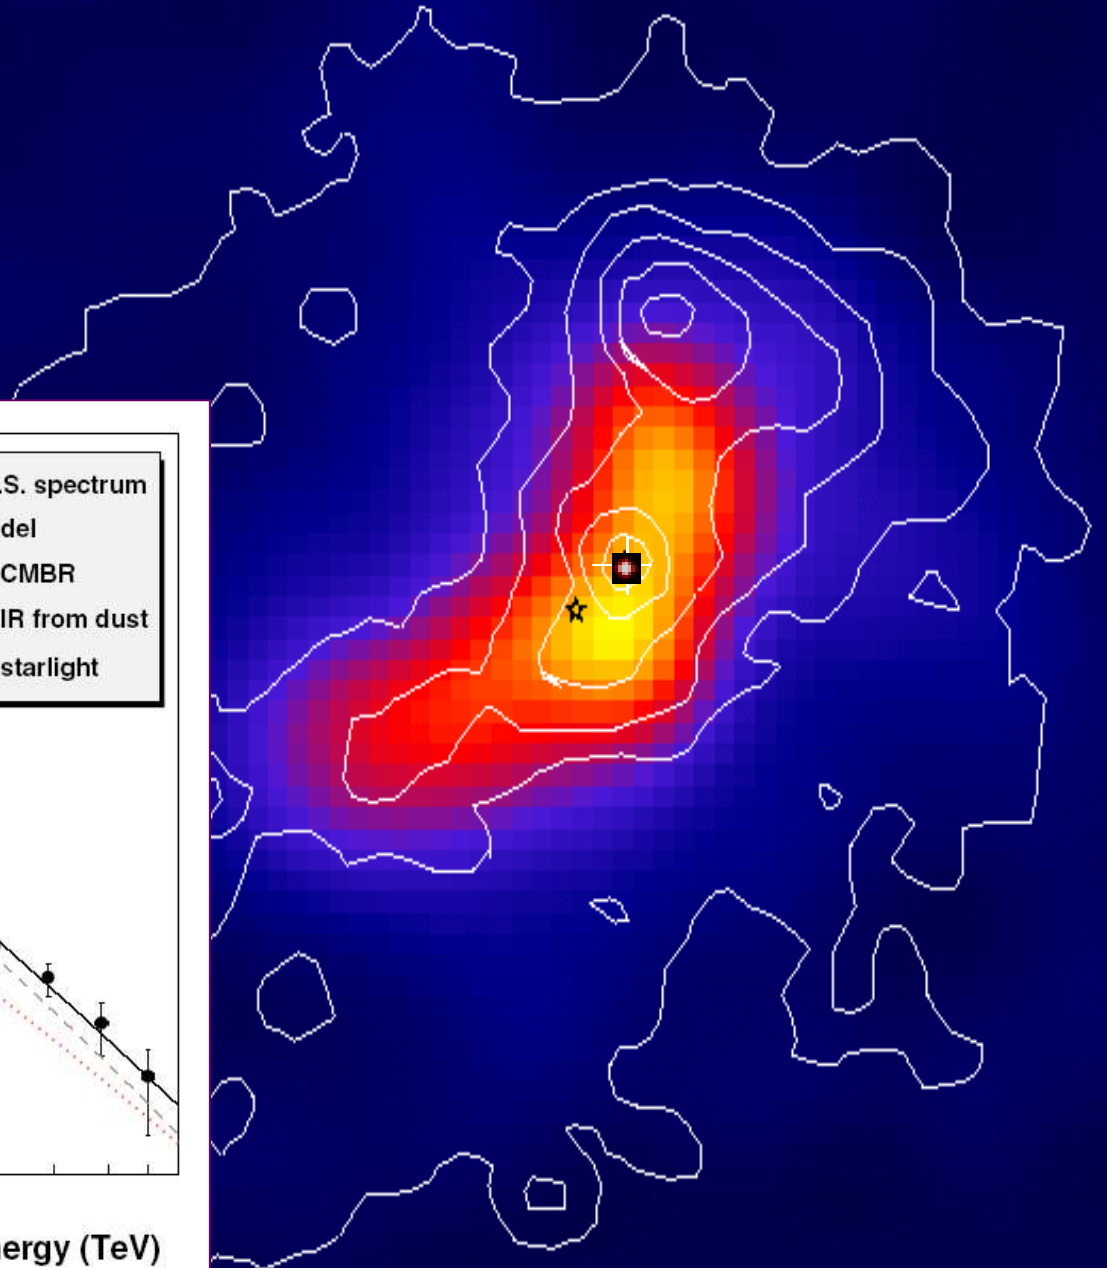 .S. spectrum
del
CMBR
IR from dust
starlight
ergy (TeV)